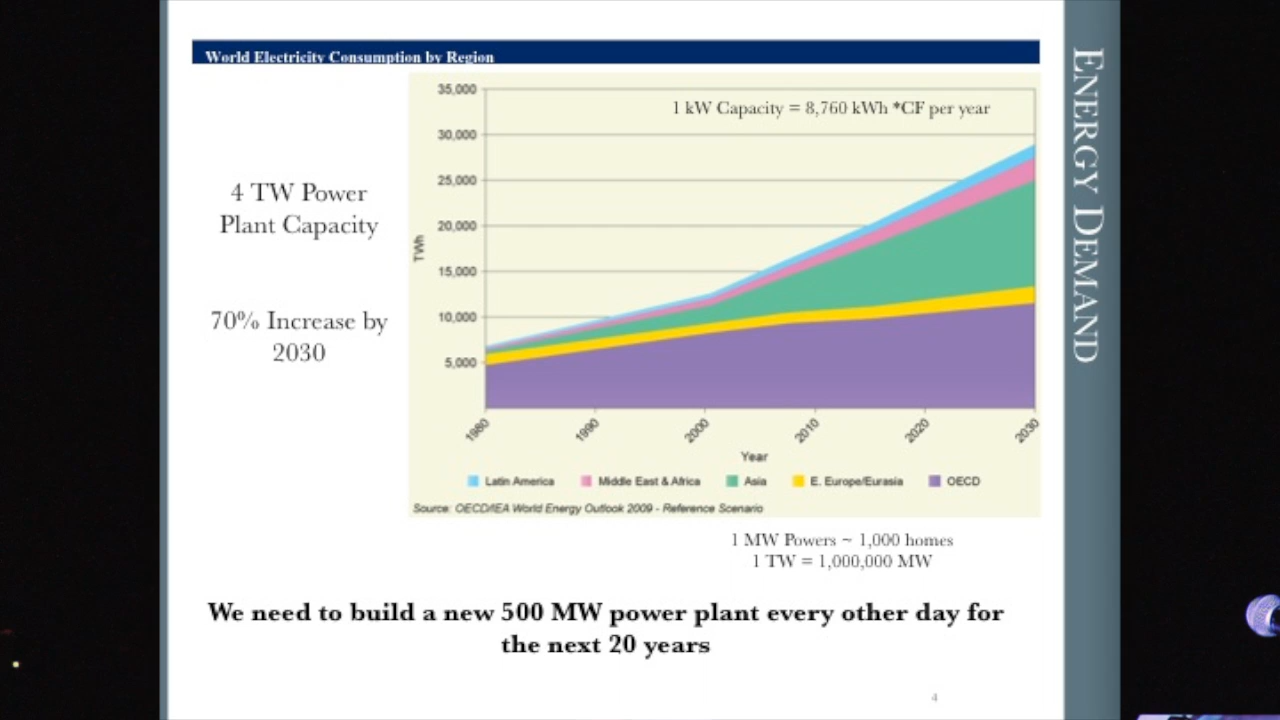 World Electricity Consumption by Region
ENERGY DEMAND
35,000
1 kW Capacity = 8,760 kWh *CF per year
30,000
25,000
20,000
15,000
10,000
5,000
TWh
4 TW Power
Plant Capacity
70% Increase by
2030
1980
1990
2000
2010
2020
2030
Year
Latin America
Middle East & Africa
Asia
E. Europe/Eurasia
OECD
Source: OECD/IEA World Energy Outlook 2009 - Reference Scenario
1 MW Powers ~ 1,000 homes
1 TW = 1,000,000 MW
We need to build a new 500 MW power plant every other day for
the next 20 years
4